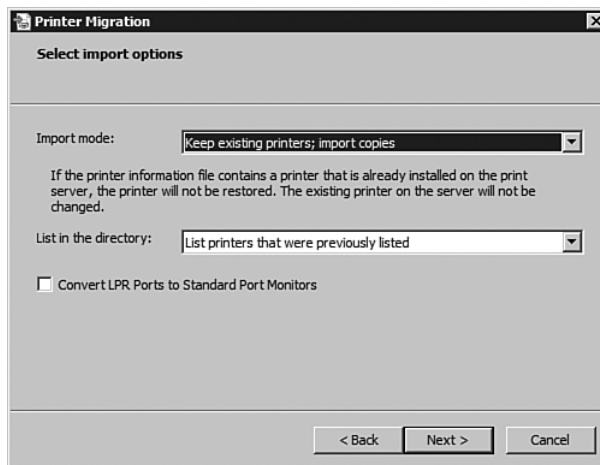 Printer Migration
Select import options
Import mode: Keep existing printers; import copies
If the printer information file contains a printer that is already installed on the print
server, the printer will not be restored. The existing printer on the server will not be
changed.
List in the directory: List printers that were previously listed
Convert LPR Ports to Standard Port Monitors
< Back Next > Cancel